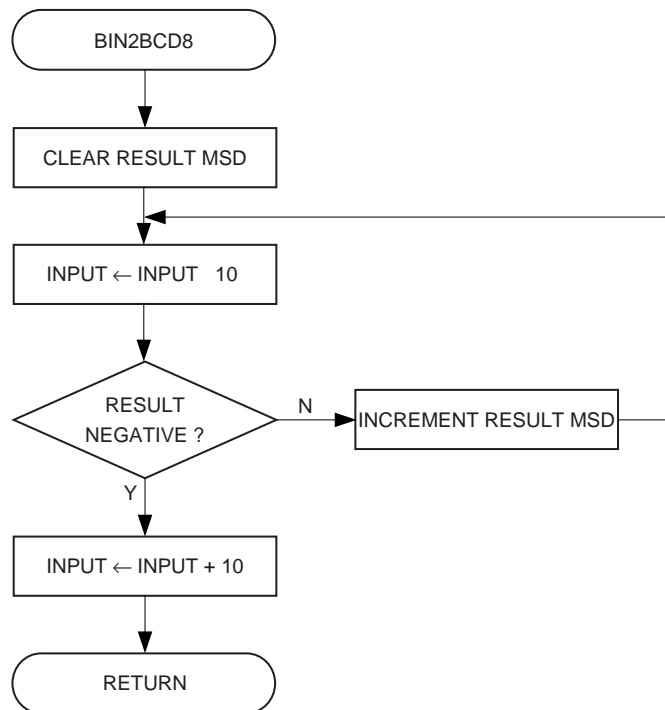 BIN2BCD8
CLEAR RESULT MSD
INPUT ← INPUT 10
RESULT
NEGATIVE ?
N
INCREMENT RESULT MSD
Y
INPUT ← INPUT + 10
RETURN